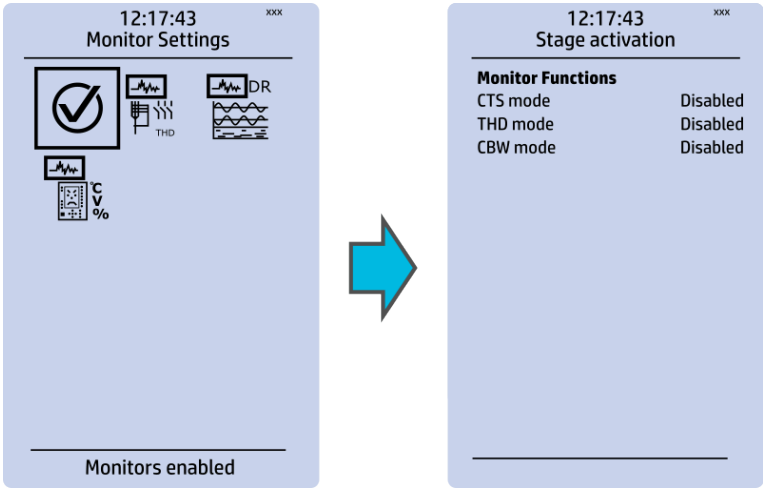 12:17:43 xxx
Monitor Settings
DR
THD
°C
V
%
Monitors enabled
12:17:43 xxx
Stage activation
Monitor Functions
CTS mode Disabled
THD mode Disabled
CBW mode Disabled